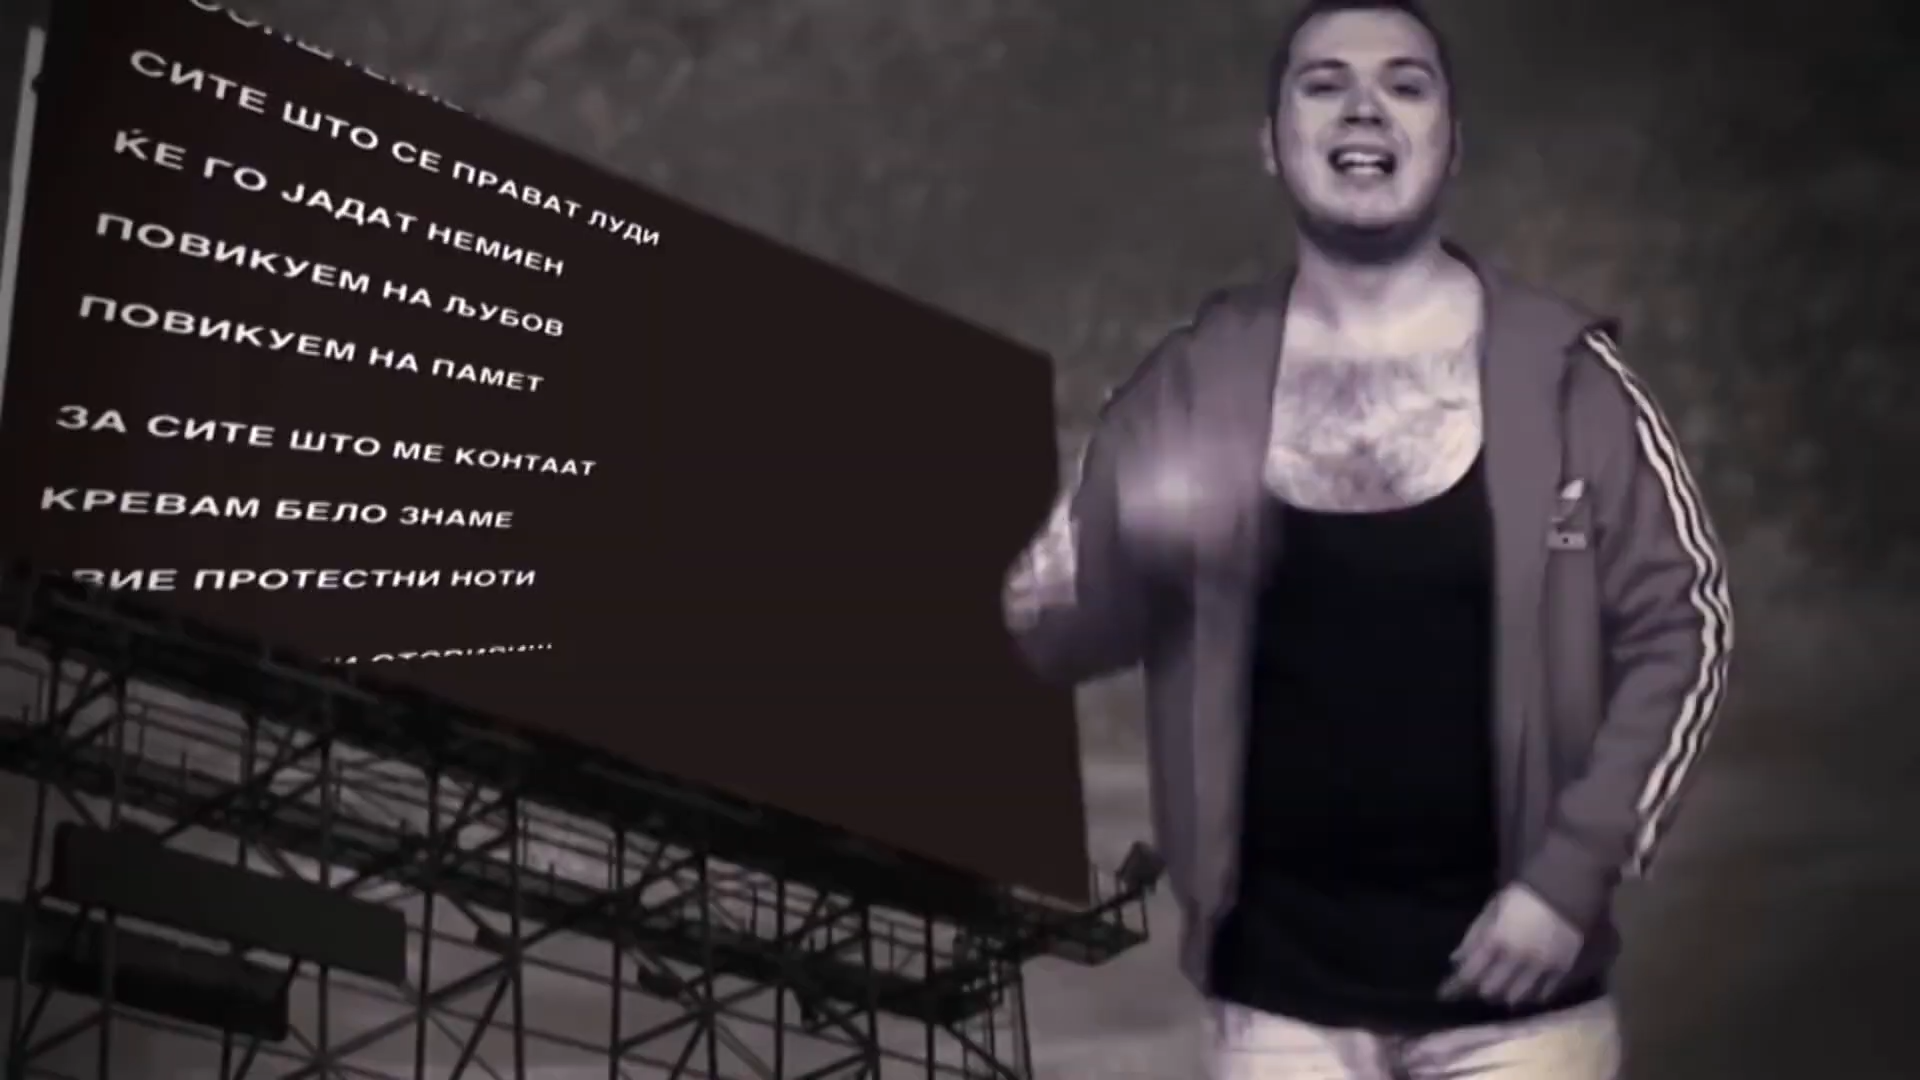 СИТЕ ШТО СЕ ПРАВАТ ЛУДИ
ЌЕ ГО ЈАДАТ НЕМИЕН
ПОВИКУЕМ НА ЉУБОВ
ПОВИКУЕМ НА ПАМЕТ
ЗА СИТЕ ШТО МЕ КОНТААТ
КРЕВАМ БЕЛО ЗНАМЕ
ПРОТЕСТНИ НОТИ